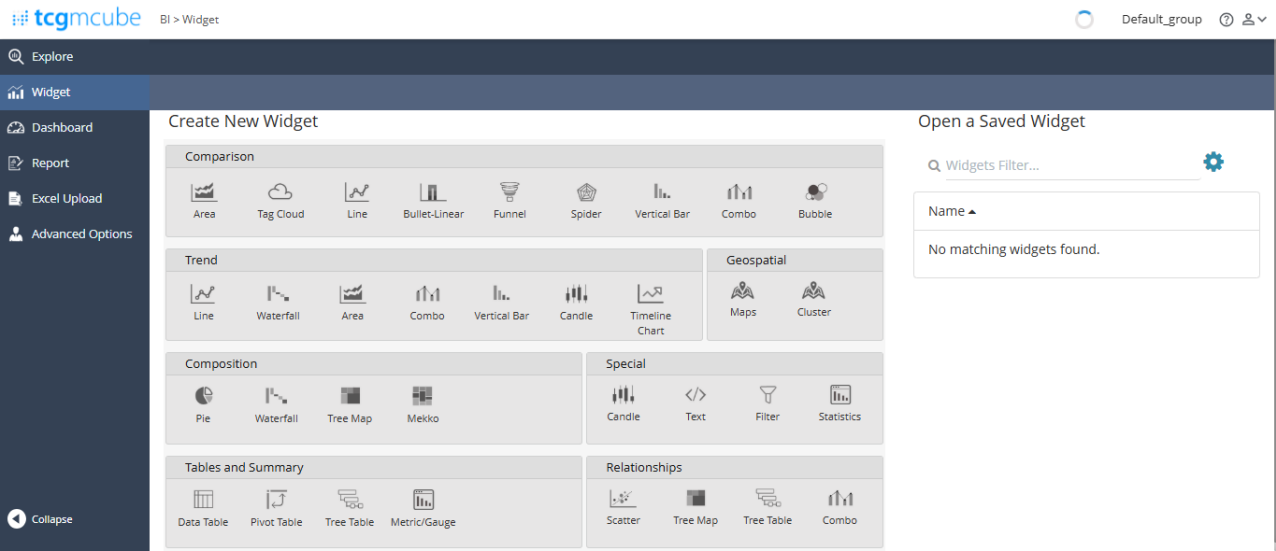 tcgmcube
BI > Widget
Default_group
Explore
Widget
Dashboard
Report
Excel Upload
Advanced Options
Collapse
Create New Widget
Comparison
Area Tag Cloud Line Bullet-Linear Funnel Spider Vertical Bar Combo Bubble
Trend
Line Waterfall Area Combo Vertical Bar Candle Timeline
Chart
Geospatial
Maps Cluster
Composition
Pie Waterfall Tree Map Mekko
Special
Candle Text Filter Statistics
Tables and Summary
Data Table Pivot Table Tree Table Metric/Gauge
Relationships
Scatter Tree Map Tree Table Combo
Open a Saved Widget
Widgets Filter...
Name
No matching widgets found.